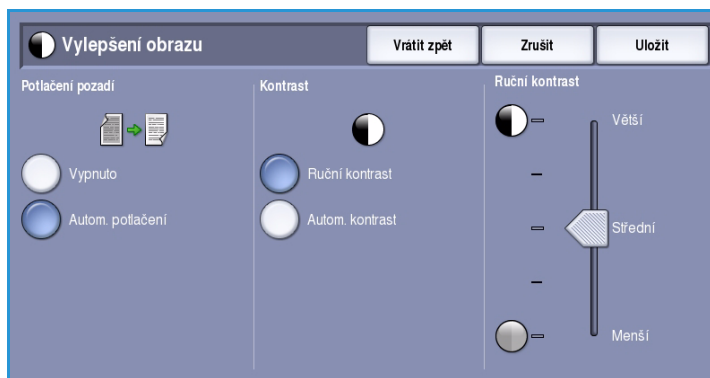 Vylepšení obrazu
Vrátit zpět
Zrušit
Uložit
Potlačení pozadí
Vypnuto
Autom. potlačení
Kontrast
Ruční kontrast
Autom. kontrast
Ruční kontrast
Větší
Střední
Menší